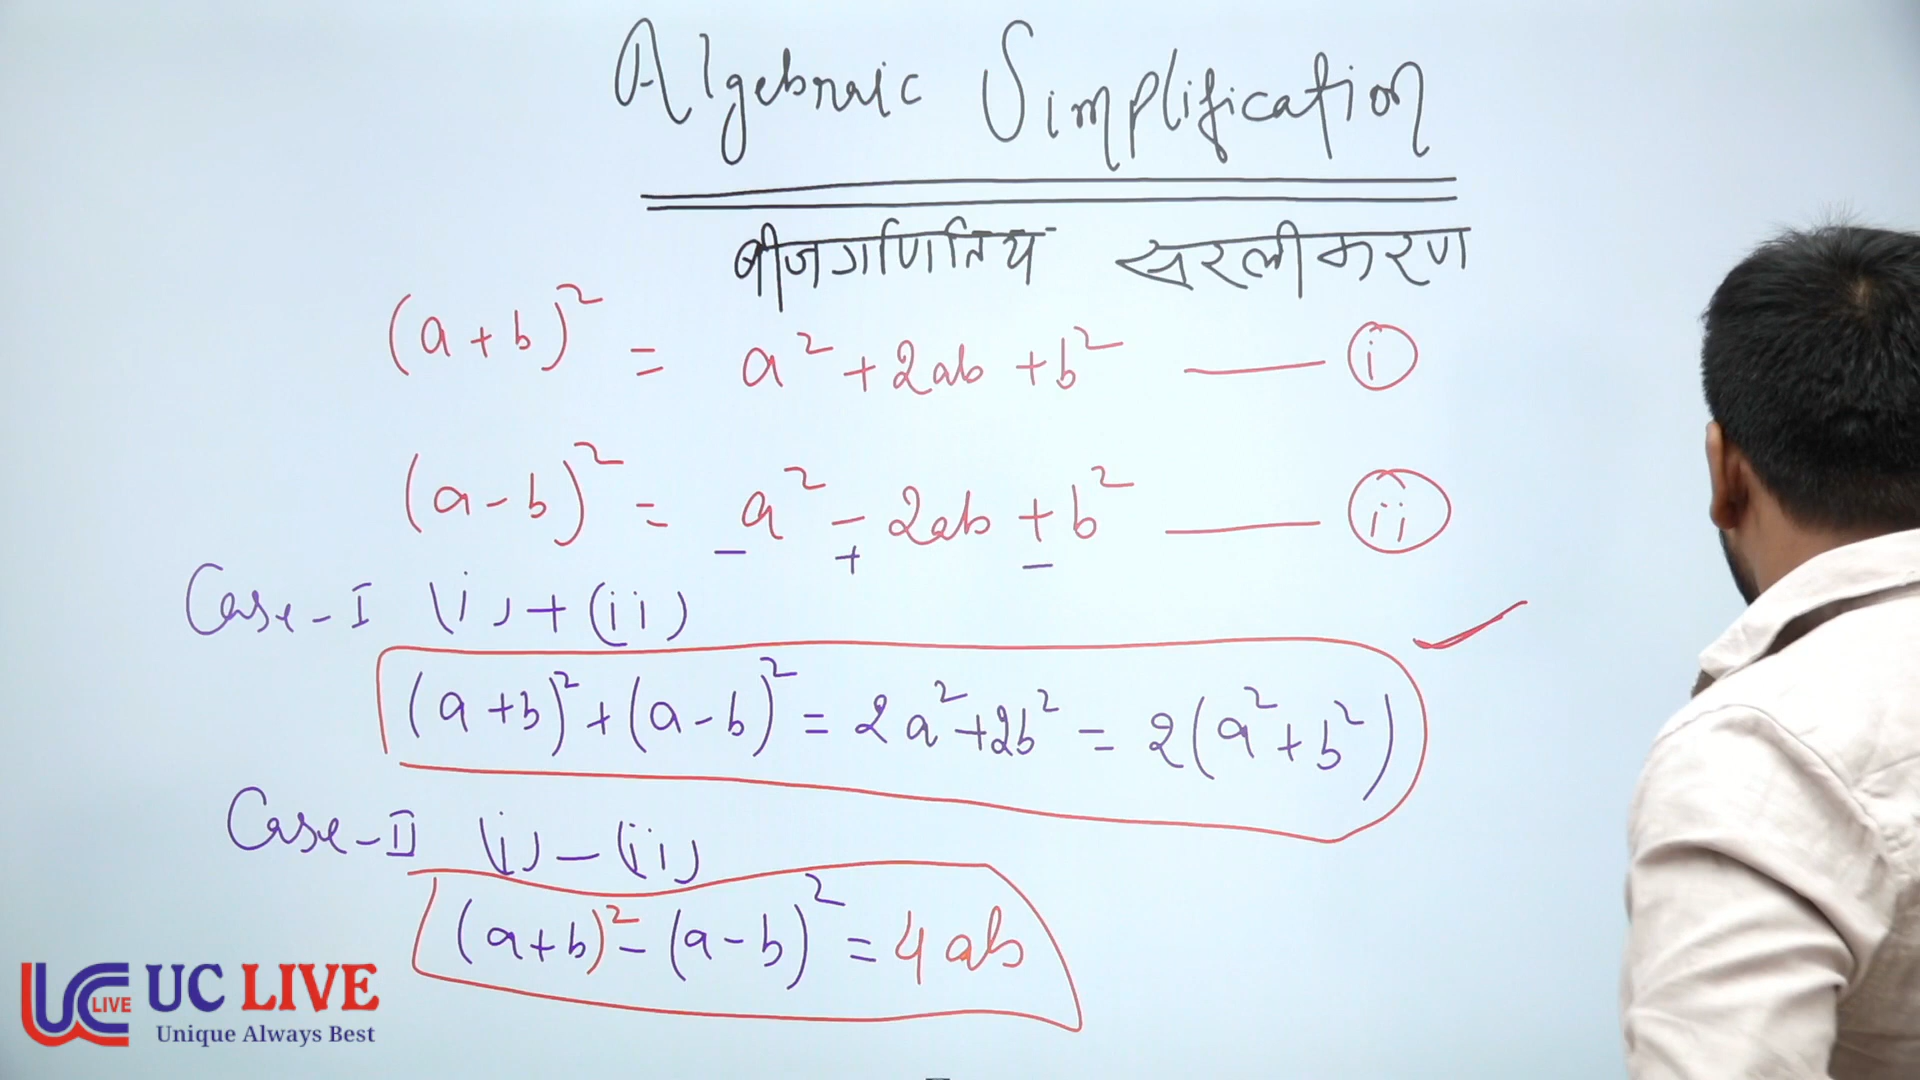 Algebraic Simplification
बीजगणितिय सरलीकरण
(a+b)² = a² + 2ab + b² —— (i)
(a-b)² = a² - 2ab + b² —— (ii)
- + -
Case-I (i) + (ii)
(a+b)² + (a-b)² = 2a² + 2b² = 2(a² + b²)
Case-II (i) - (ii)
(a+b)² - (a-b)² = 4ab
UC LIVE UC LIVE
Unique Always Best